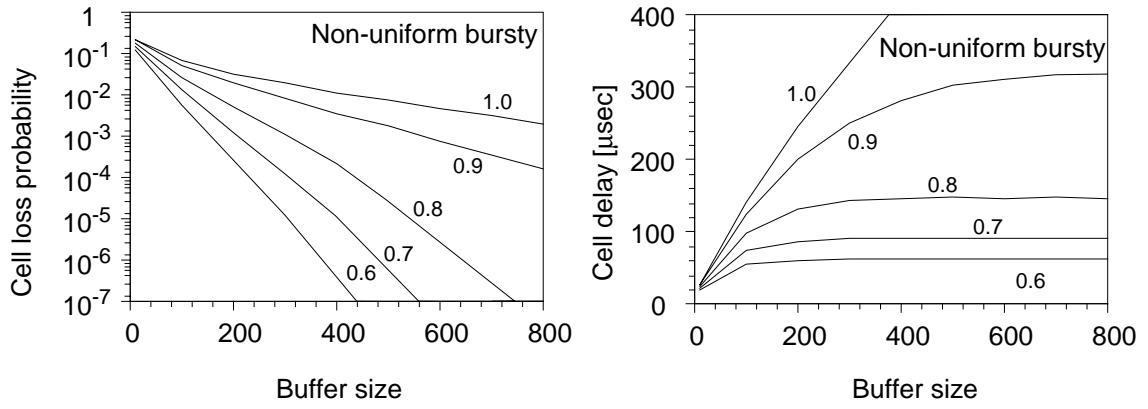 Non-uniform bursty
Cell loss probability
1
10-1
10-2
10-3
10-4
10-5
10-6
10-7
1.0
0.9
0.8
0.7
0.6
0 200 400 600 800
Buffer size
Non-uniform bursty
Cell delay [μsec]
400
300
200
100
0
1.0
0.9
0.8
0.7
0.6
0 200 400 600 800
Buffer size